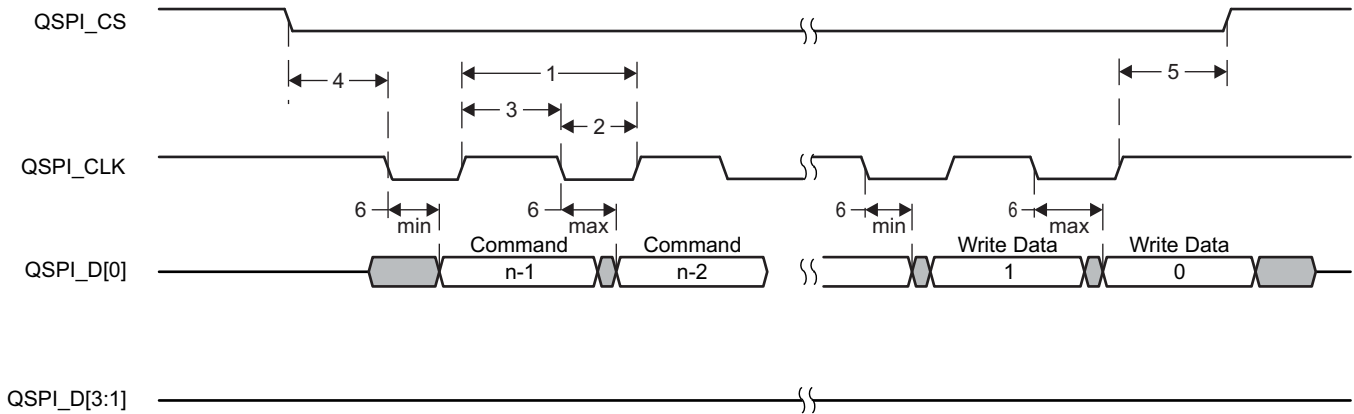 QSPI_CS
4
1
5
3
2
QSPI_CLK
6 min
6 max
6 min
6 max
Command Command Write Data Write Data
QSPI_D[0]
n-1 n-2 1 0
QSPI_D[3:1]